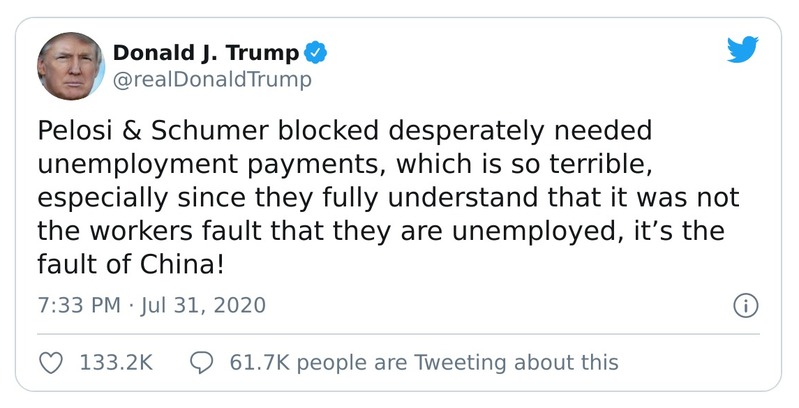 Donald J. Trump
@realDonaldTrump
Pelosi & Schumer blocked desperately needed
unemployment payments, which is so terrible,
especially since they fully understand that it was not
the workers fault that they are unemployed, it’s the
fault of China!
7:33 PM · Jul 31, 2020
133.2K 61.7K people are Tweeting about this